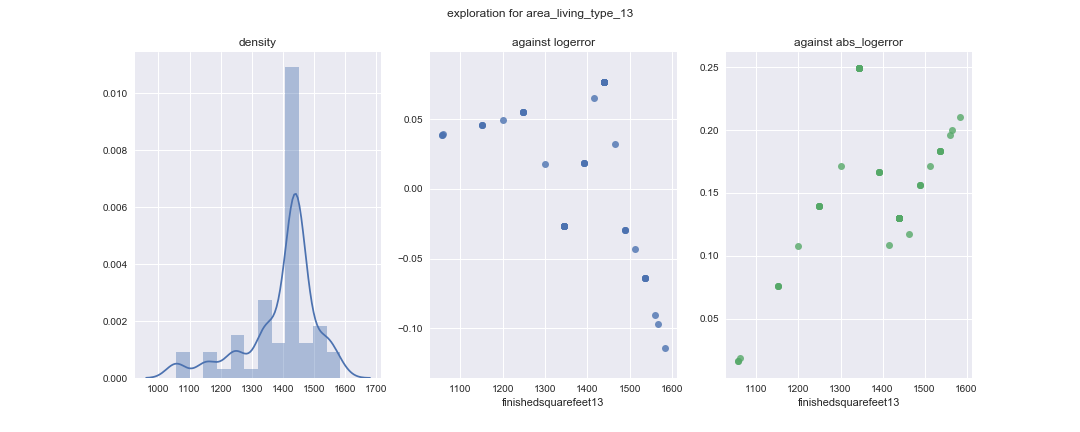 exploration for area_living_type_13
density
against logerror
against abs_logerror
0.010
0.008
0.006
0.004
0.002
0.000
1000 1100 1200 1300 1400 1500 1600 1700
0.05
0.00
−0.05
−0.10
1100 1200 1300 1400 1500 1600
finishedsquarefeet13
0.25
0.20
0.15
0.10
0.05
1100 1200 1300 1400 1500 1600
finishedsquarefeet13